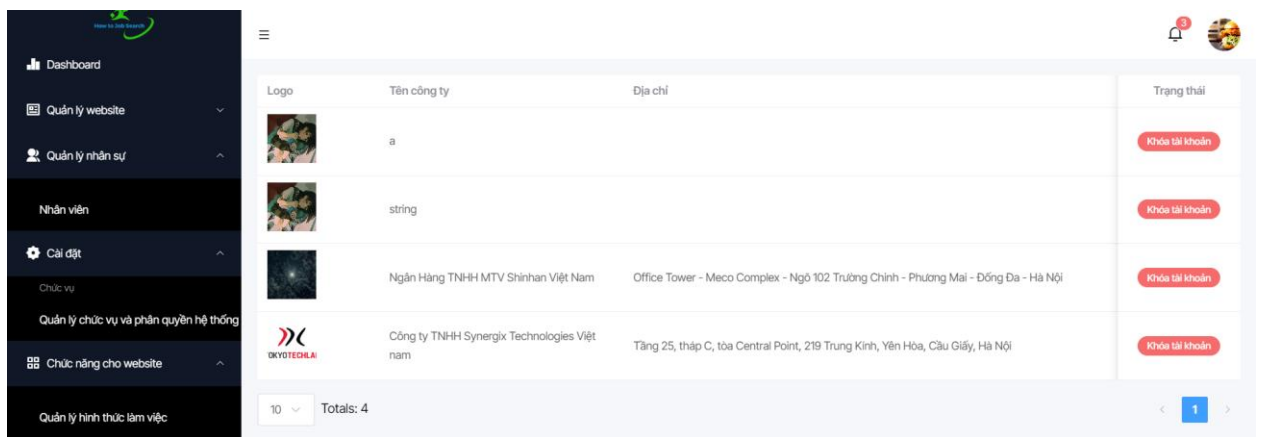 How to Job Search
3
Dashboard
Quản lý website
Quản lý nhân sự
Nhân viên
Cài đặt
Chức vụ
Quản lý chức vụ và phân quyền hệ thống
Chức năng cho website
Quản lý hình thức làm việc
Logo Tên công ty Địa chỉ Trạng thái
a Khóa tài khoản
string Khóa tài khoản
Ngân Hàng TNHH MTV Shinhan Việt Nam Office Tower - Meco Complex - Ngõ 102 Trường Chinh - Phương Mai - Đống Đa - Hà Nội Khóa tài khoản
OKYOTECHLA Công ty TNHH Synergix Technologies Việt Tầng 25, tháp C, tòa Central Point, 219 Trung Kính, Yên Hòa, Cầu Giấy, Hà Nội Khóa tài khoản
nam
10 Totals: 4 1